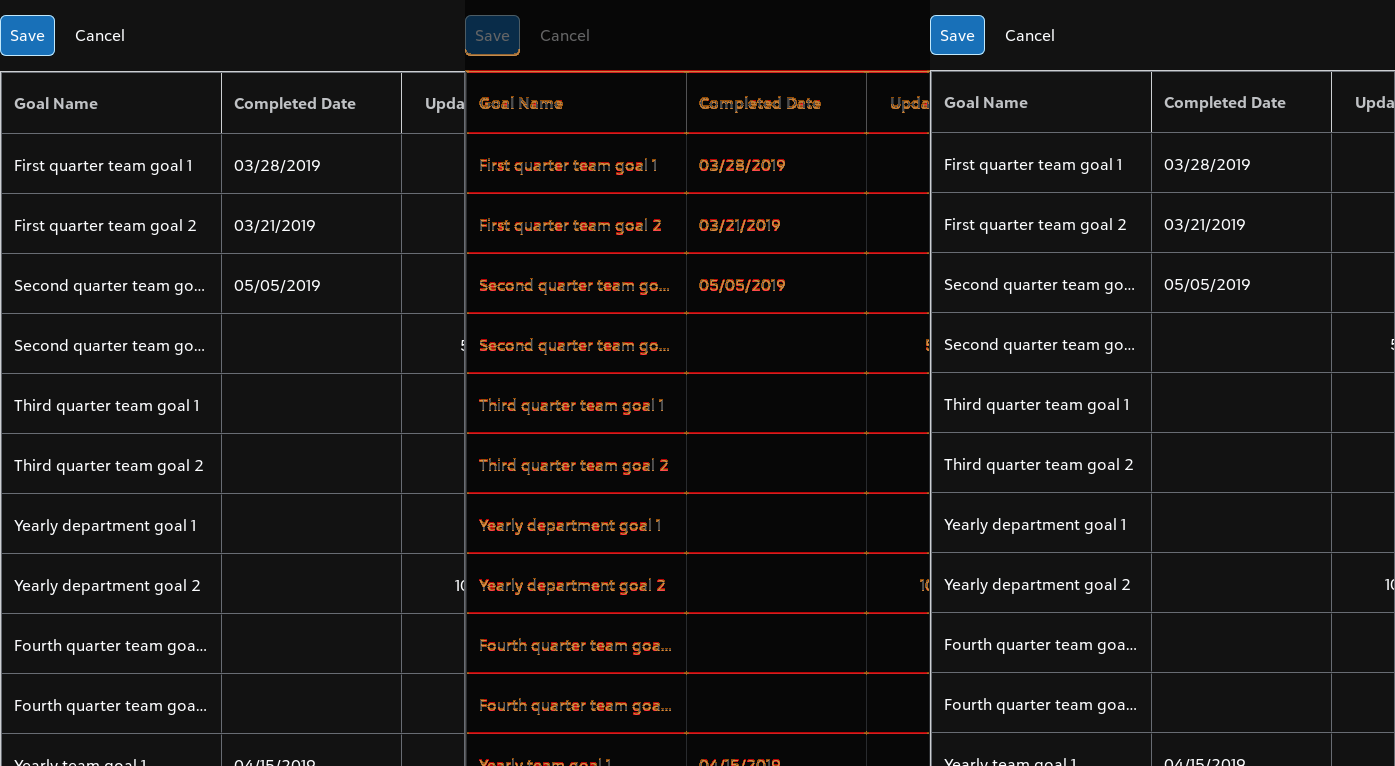 Save Cancel Save Cancel Save Cancel
Goal Name Completed Date Upda Goal Name Completed Date Upda Goal Name Completed Date Upda
First quarter team goal 1 03/28/2019 First quarter team goal 1 03/28/2019 First quarter team goal 1 03/28/2019
First quarter team goal 2 03/21/2019 First quarter team goal 2 03/21/2019 First quarter team goal 2 03/21/2019
Second quarter team go... 05/05/2019 Second quarter team go... 05/05/2019 Second quarter team go... 05/05/2019
Second quarter team go... 5 Second quarter team go... 5 Second quarter team go... 5
Third quarter team goal 1 Third quarter team goal 1 Third quarter team goal 1
Third quarter team goal 2 Third quarter team goal 2 Third quarter team goal 2
Yearly department goal 1 Yearly department goal 1 Yearly department goal 1
Yearly department goal 2 10 Yearly department goal 2 10 Yearly department goal 2 10
Fourth quarter team goa... Fourth quarter team goa... Fourth quarter team goa...
Fourth quarter team goa... Fourth quarter team goa... Fourth quarter team goa...
Yearly team goal 1 04/15/2019 Yearly team goal 1 04/15/2019 Yearly team goal 1 04/15/2019